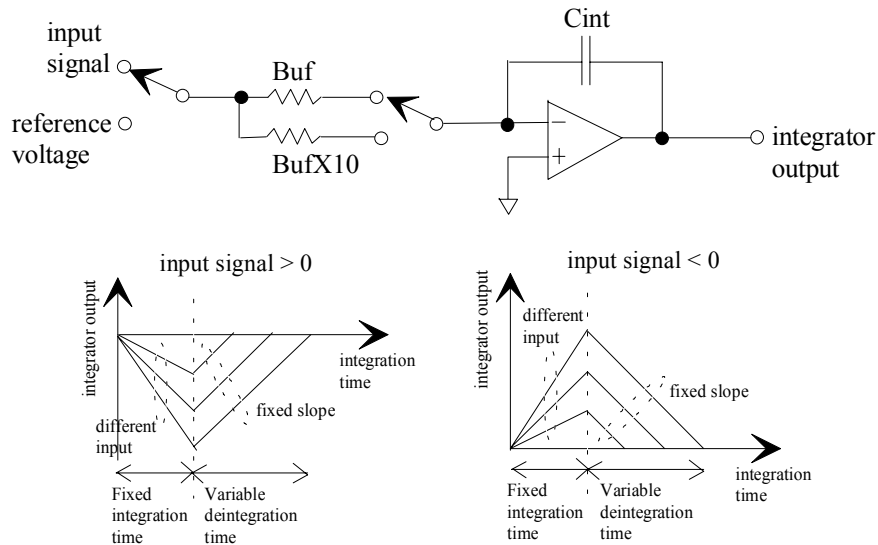 Cint
input
signal
Buf
reference
voltage
BufX10
integrator
output
−
+
input signal > 0
integrator output
integration
time
different
input
fixed slope
Fixed
integration
time
Variable
deintegration
time
input signal < 0
integrator output
different
input
fixed slope
integration
time
Fixed
integration
time
Variable
deintegration
time